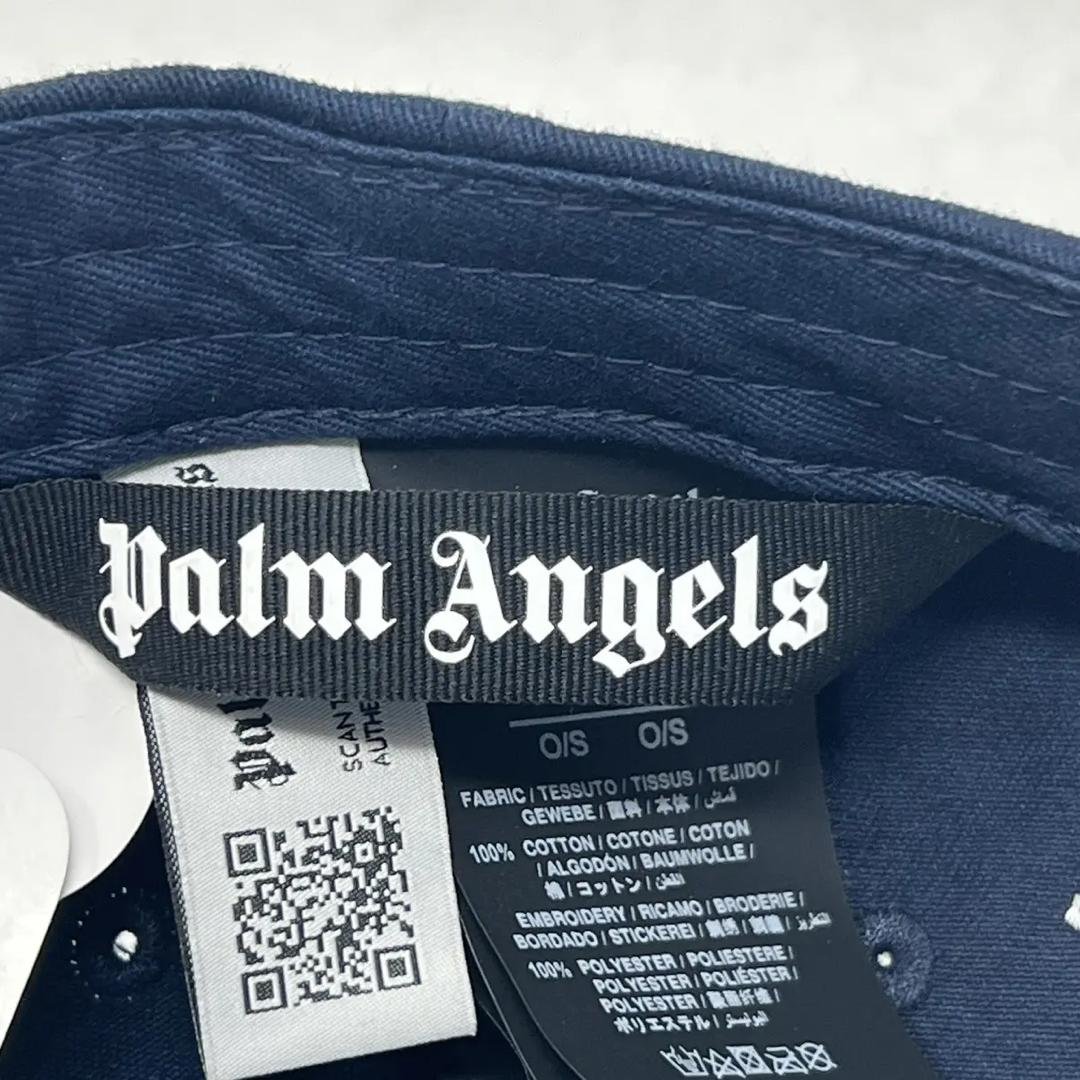 Palm Angels
SCAN T
AUTHE
O/S O/S
FABRIC / TESSUTO / TISSUS / TEJIDO /
GEWEBE / 面料 / 本体 / قماش
100% COTTON / COTONE / COTON
/ ALGODÓN / BAUMWOLLE /
棉 / コットン / القطن
EMBROIDERY / RICAMO / BRODERIE /
BORDADO / STICKEREI / 刺绣 / 刺繍 / التطريز
100% POLYESTER / POLIESTERE /
POLYESTER / POLIÉSTER /
POLYESTER / 聚酯纤维 /
ポリエステル / البوليستر